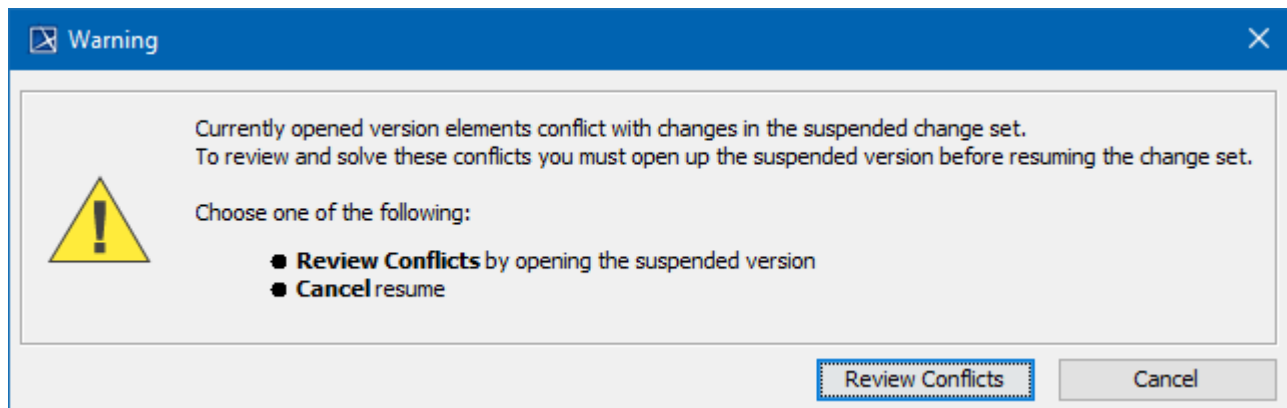 Warning
Currently opened version elements conflict with changes in the suspended change set.
To review and solve these conflicts you must open up the suspended version before resuming the change set.
Choose one of the following:
● Review Conflicts by opening the suspended version
● Cancel resume
Review Conflicts
Cancel